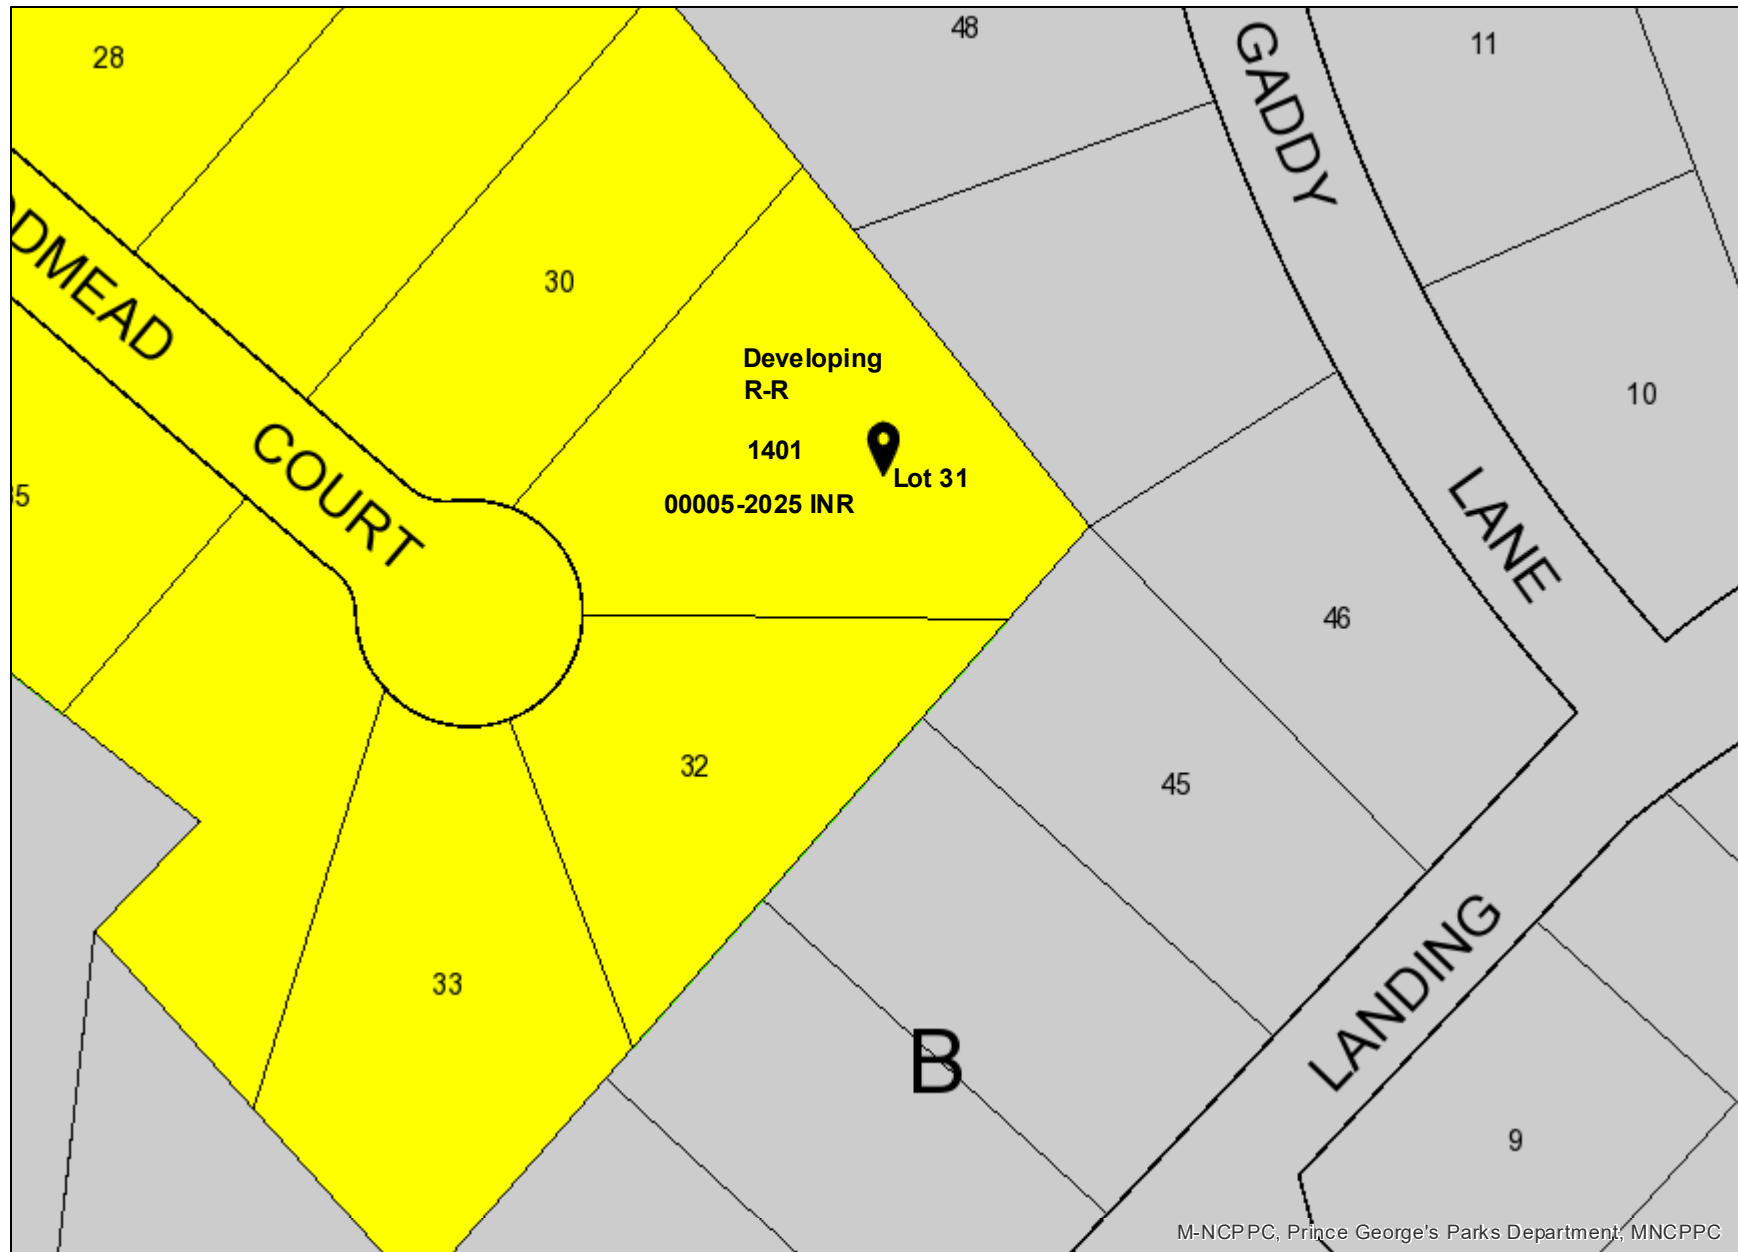 28
48
11
GADDY
30
DMEAD
COURT
Developing
R-R
1401
Lot 31
00005-2025 INR
10
LANE
46
32
45
33
LANDING
B
9
M-NCPPC, Prince George's Parks Department, MNCPPC